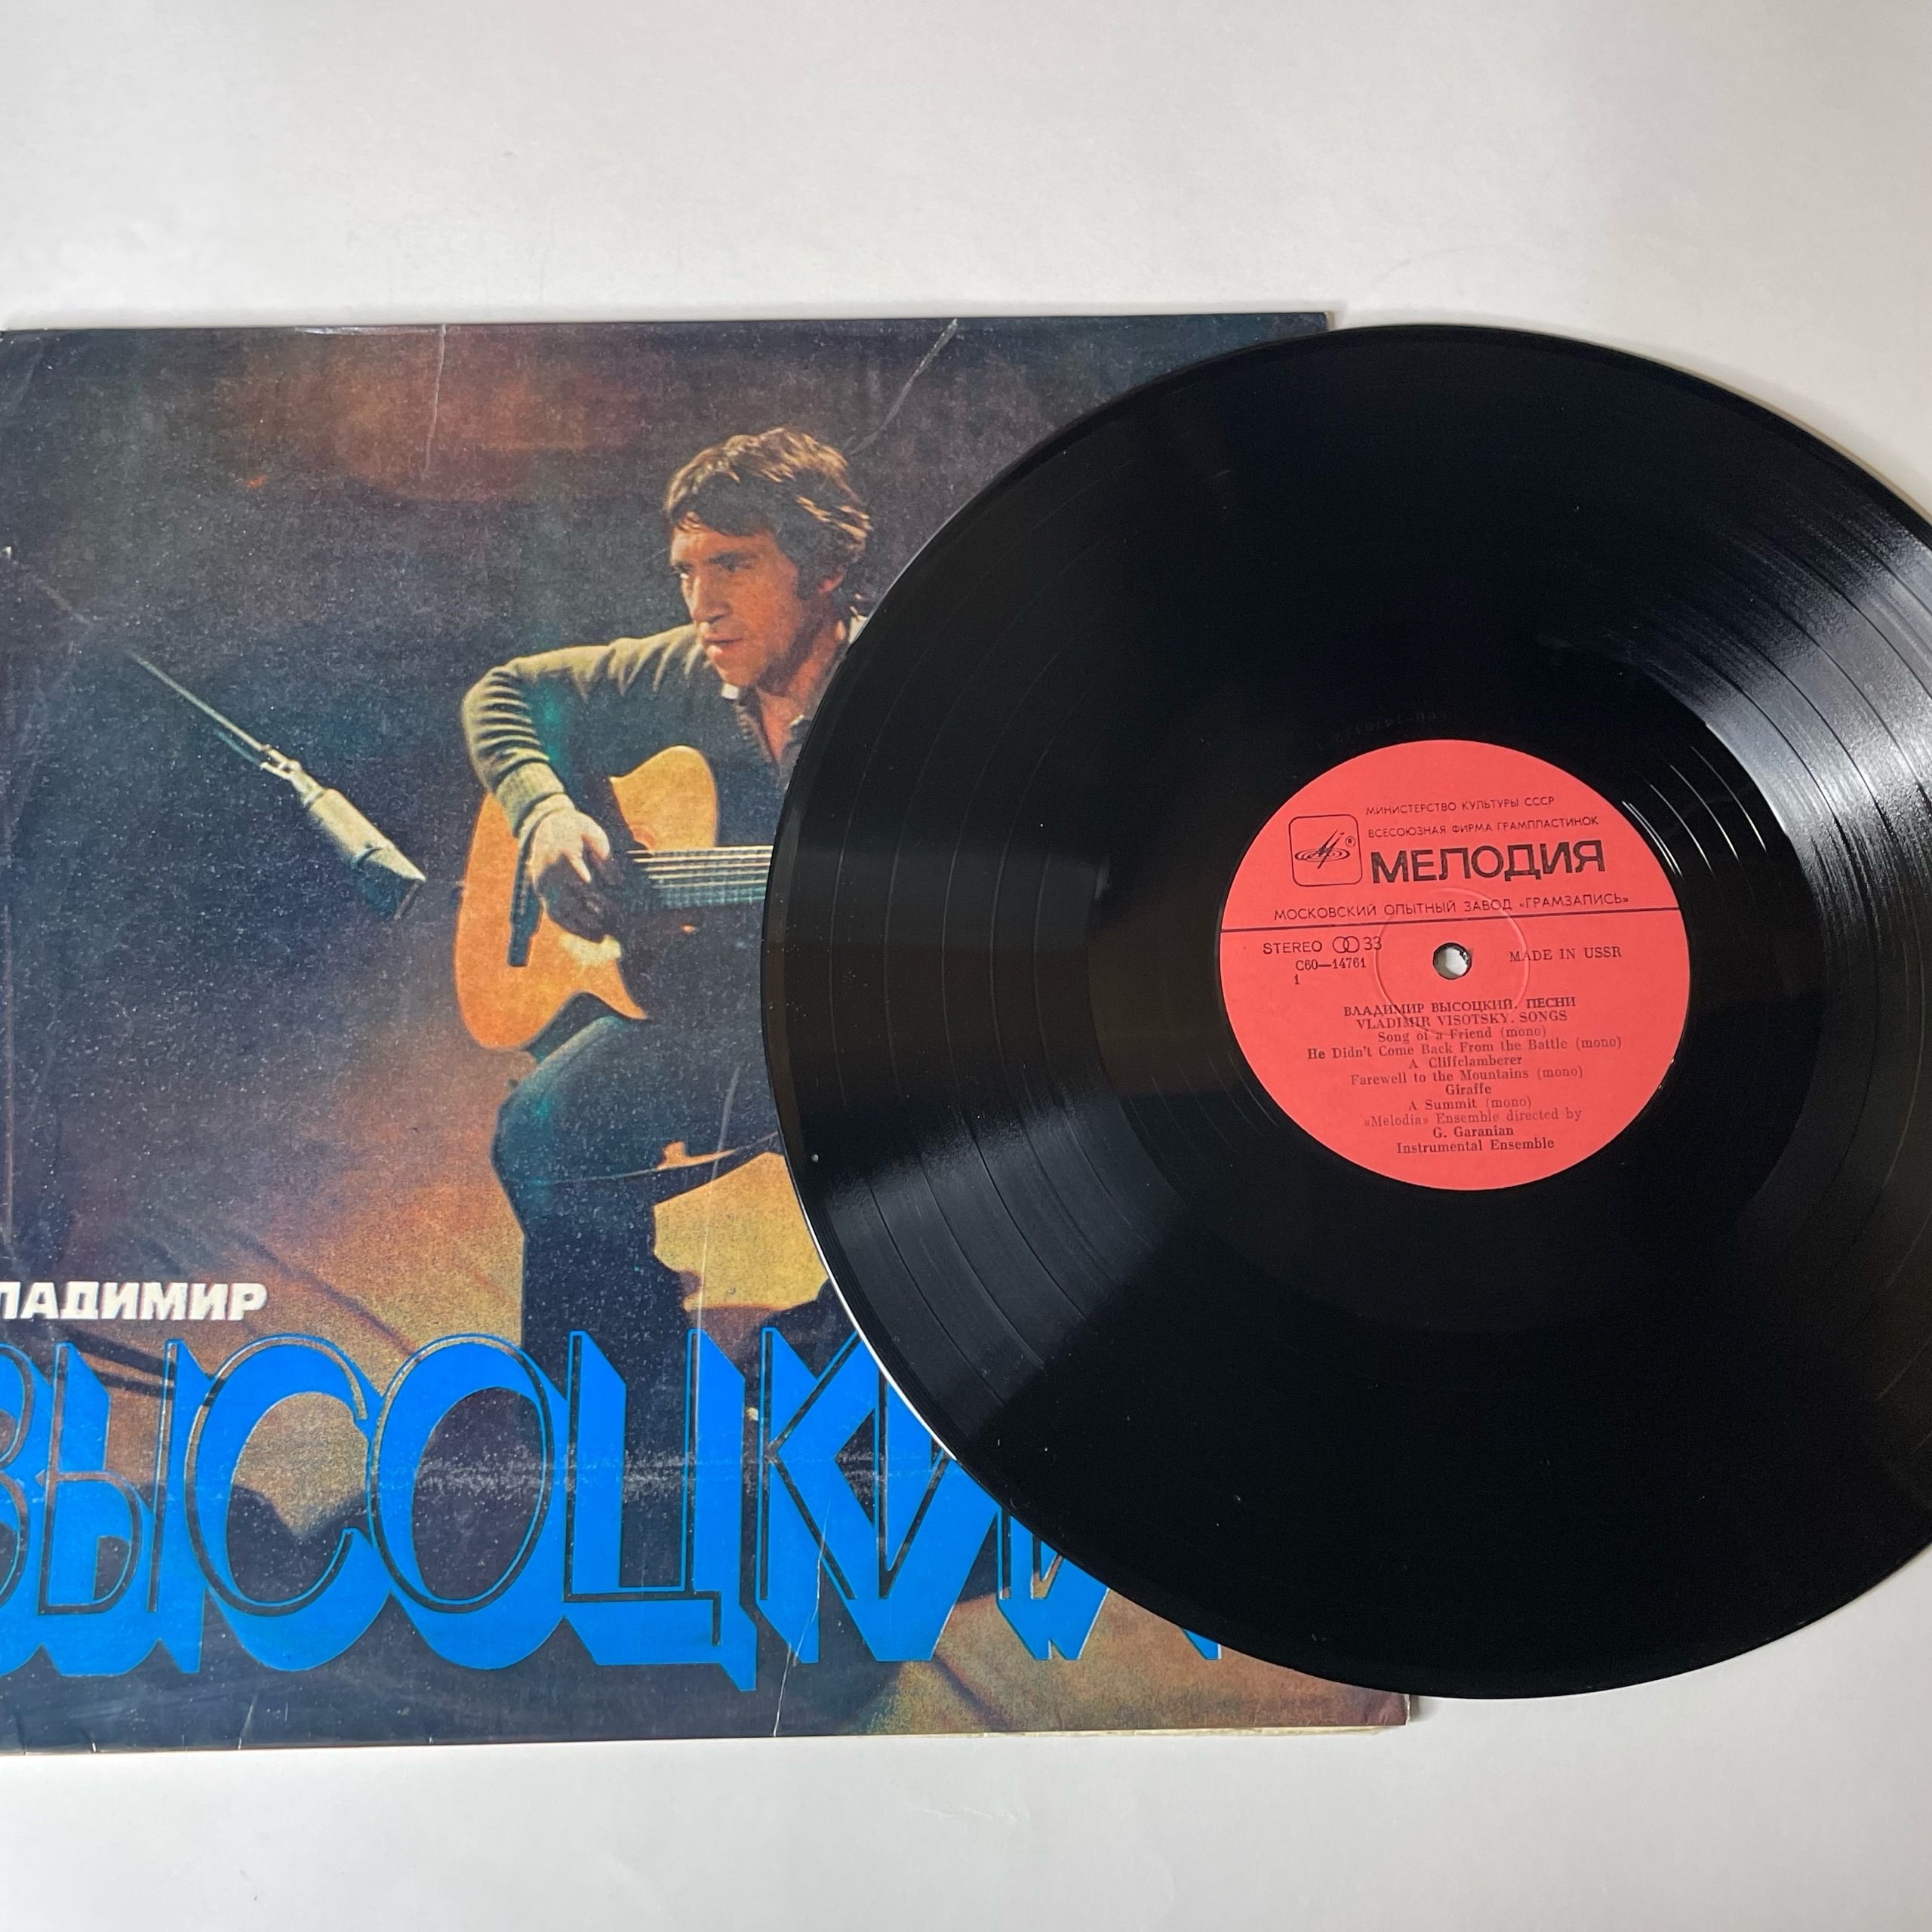 ЛАДИМИР
ВЫСОЦКИ
МИНИСТЕРСТВО КУЛЬТУРЫ СССР
ВСЕСОЮЗНАЯ ФИРМА ГРАМПЛАСТИНОК
МЕЛОДИЯ
МОСКОВСКИЙ ОПЫТНЫЙ ЗАВОД «ГРАМЗАПИСЬ»
STEREO 33
С60—14761
1
MADE IN USSR
ВЛАДИМИР ВЫСОЦКИЙ. ПЕСНИ
VLADIMIR VISOTSKY. SONGS
Song of a Friend (mono)
He Didn't Come Back From the Battle (mono)
A Cliffclamberer
Farewell to the Mountains (mono)
Giraffe
A Summit (mono)
«Melodia» Ensemble directed by
G. Garanian
Instrumental Ensemble